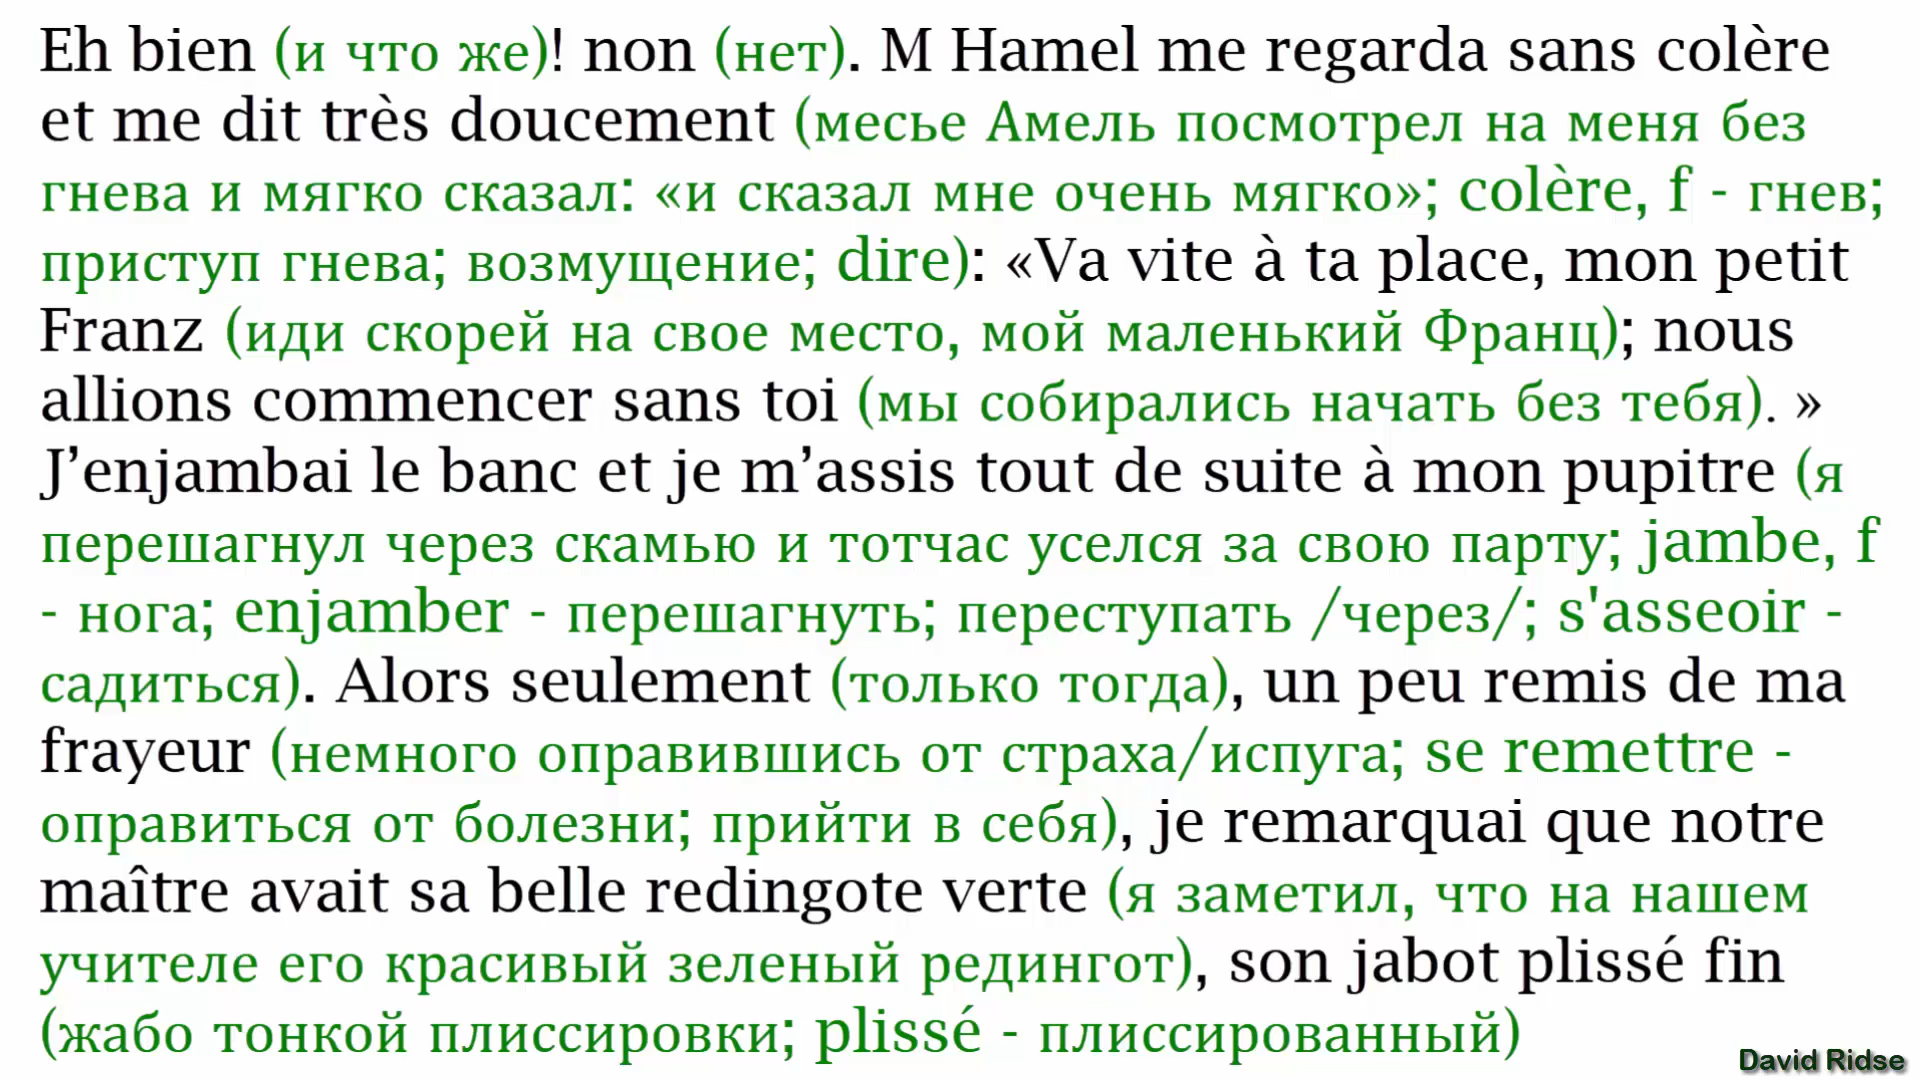 Eh bien (и что же)! non (нет). M Hamel me regarda sans colère
et me dit très doucement (месье Амель посмотрел на меня без
гнева и мягко сказал: «и сказал мне очень мягко»; colère, f - гнев;
приступ гнева; возмущение; dire): «Va vite à ta place, mon petit
Franz (иди скорей на свое место, мой маленький Франц); nous
allions commencer sans toi (мы собирались начать без тебя). »
J’enjambai le banc et je m’assis tout de suite à mon pupitre (я
перешагнул через скамью и тотчас уселся за свою парту; jambe, f
- нога; enjamber - перешагнуть; переступать /через/; s'asseoir -
садиться). Alors seulement (только тогда), un peu remis de ma
frayeur (немного оправившись от страха/испуга; se remettre -
оправиться от болезни; прийти в себя), je remarquai que notre
maître avait sa belle redingote verte (я заметил, что на нашем
учителе его красивый зеленый редингот), son jabot plissé fin
(жабо тонкой плиссировки; plissé - плиссированный)
David Ridse